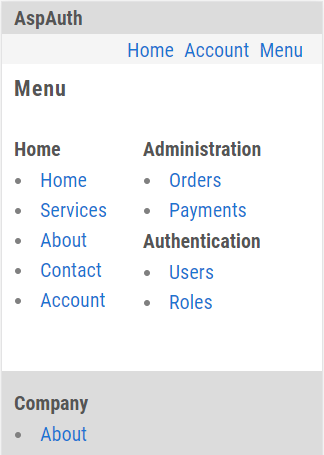 AspAuth
Home Account Menu
Menu
Home
Home
Services
About
Contact
Account
Administration
Orders
Payments
Authentication
Users
Roles
Company
About